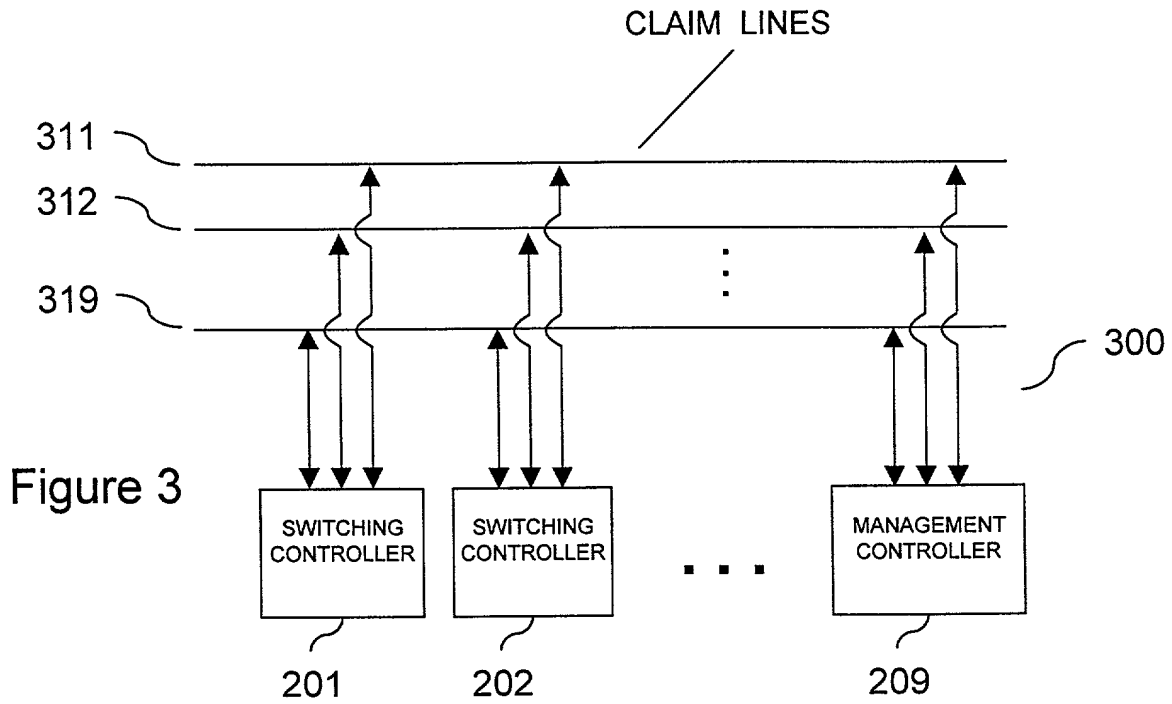 CLAIM LINES
311
312
319
300
Figure 3
SWITCHING
CONTROLLER
SWITCHING
CONTROLLER
MANAGEMENT
CONTROLLER
201
202
209